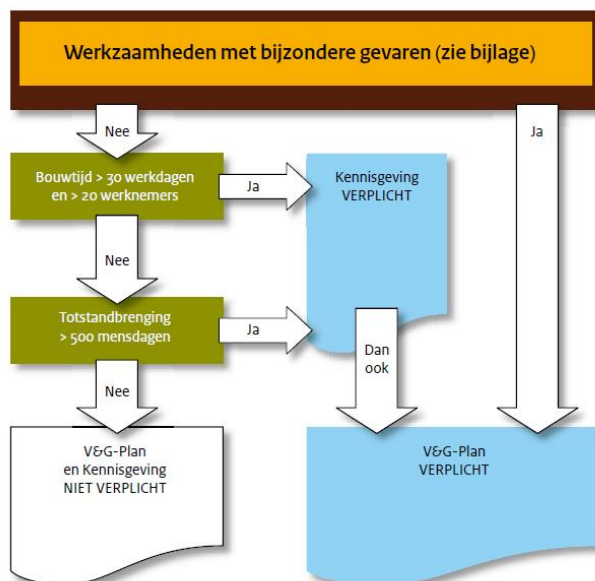 Werkzaamheden met bijzondere gevaren (zie bijlage)
Nee
Ja
Bouwtijd > 30 werkdagen
en > 20 werknemers
Ja
Kennisgeving
VERPLICHT
Nee
Totstandbrenging
> 500 mensdagen
Ja
Dan
ook
Nee
V&G-Plan
en Kennisgeving
NIET VERPLICHT
V&G-Plan
VERPLICHT